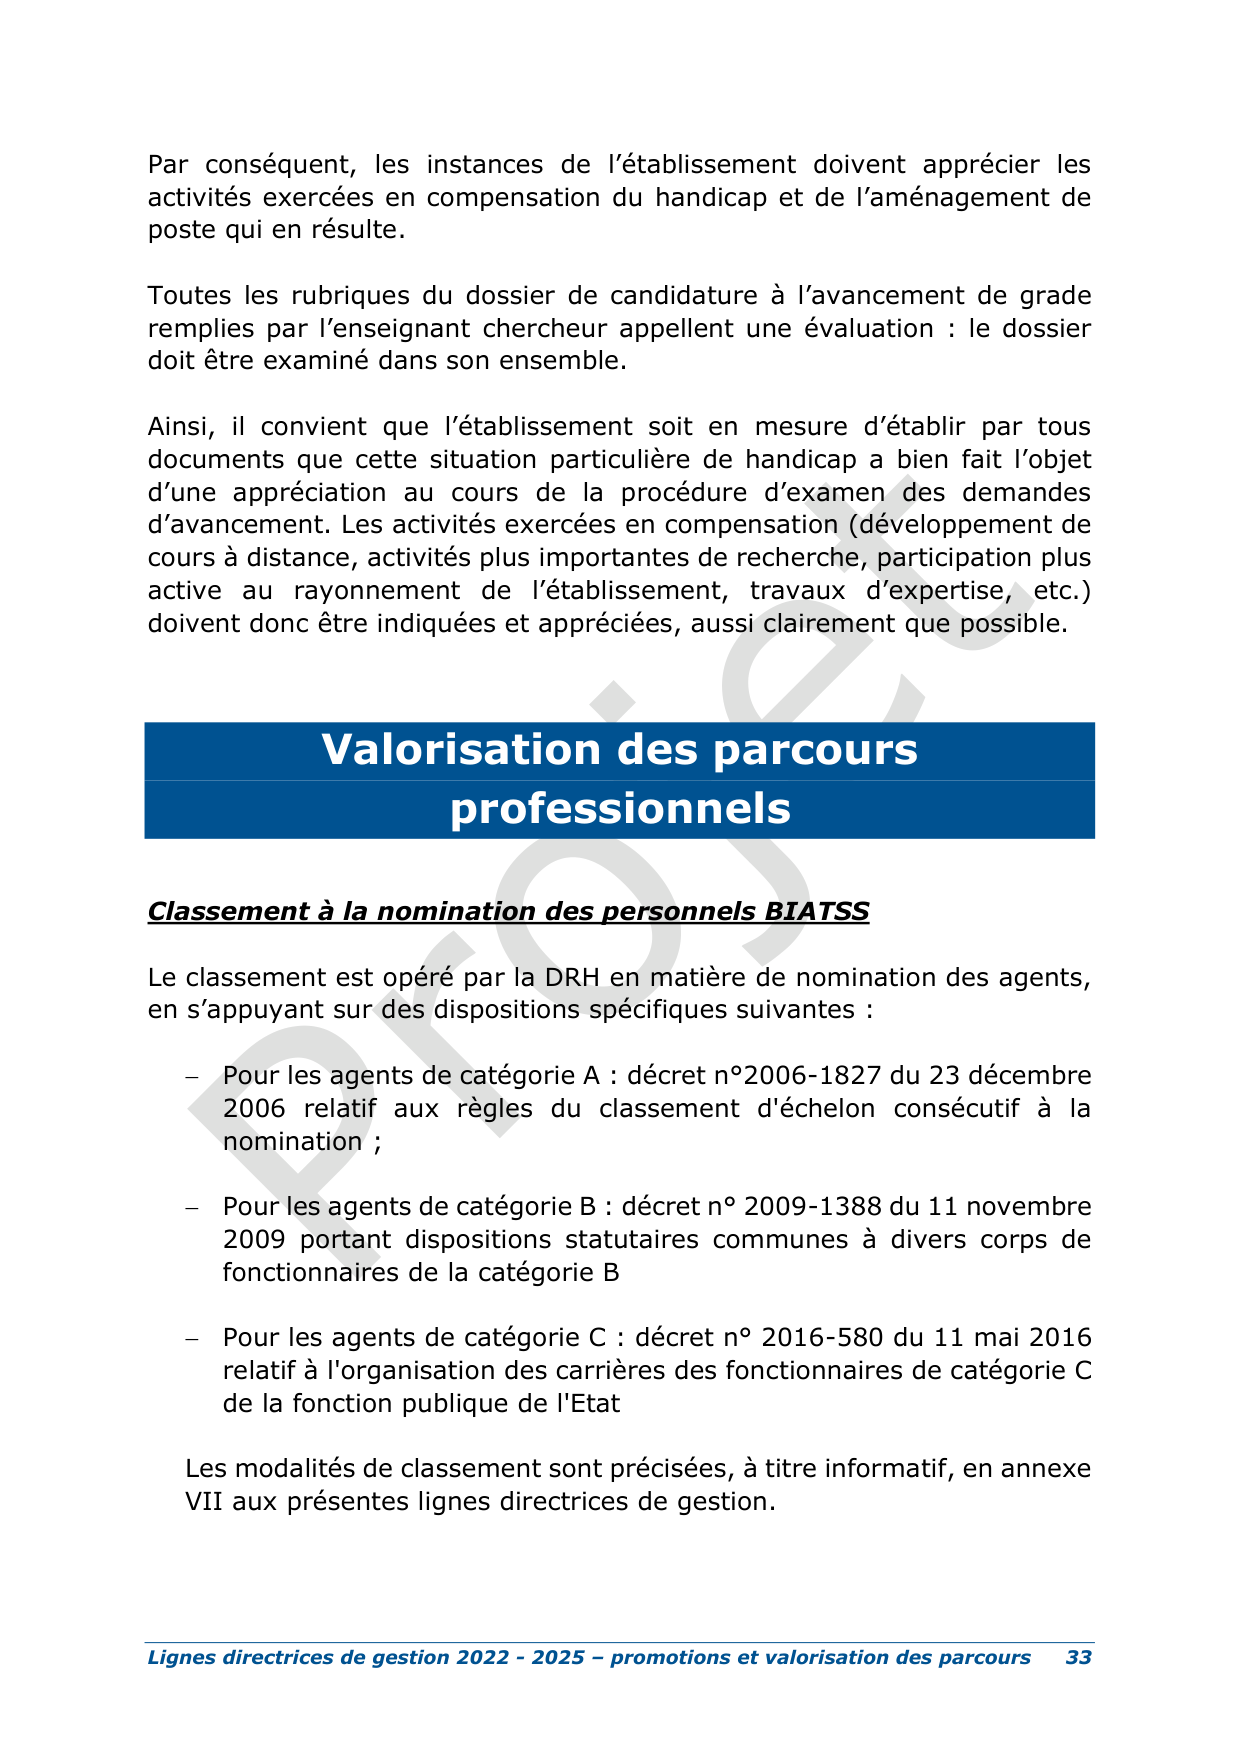 Par conséquent, les instances de l’établissement doivent apprécier les
activités exercées en compensation du handicap et de l’aménagement de
poste qui en résulte.
Toutes les rubriques du dossier de candidature à l’avancement de grade
remplies par l’enseignant chercheur appellent une évaluation : le dossier
doit être examiné dans son ensemble.
Ainsi, il convient que l’établissement soit en mesure d’établir par tous
documents que cette situation particulière de handicap a bien fait l’objet
d’une appréciation au cours de la procédure d’examen des demandes
d’avancement. Les activités exercées en compensation (développement de
cours à distance, activités plus importantes de recherche, participation plus
active au rayonnement de l’établissement, travaux d’expertise, etc.)
doivent donc être indiquées et appréciées, aussi clairement que possible.
Projet
Valorisation des parcours
professionnels
Classement à la nomination des personnels BIATSS
Le classement est opéré par la DRH en matière de nomination des agents,
en s’appuyant sur des dispositions spécifiques suivantes :
– Pour les agents de catégorie A : décret n°2006-1827 du 23 décembre
2006 relatif aux règles du classement d'échelon consécutif à la
nomination ;
– Pour les agents de catégorie B : décret n° 2009-1388 du 11 novembre
2009 portant dispositions statutaires communes à divers corps de
fonctionnaires de la catégorie B
– Pour les agents de catégorie C : décret n° 2016-580 du 11 mai 2016
relatif à l'organisation des carrières des fonctionnaires de catégorie C
de la fonction publique de l'Etat
Les modalités de classement sont précisées, à titre informatif, en annexe
VII aux présentes lignes directrices de gestion.
Lignes directrices de gestion 2022 - 2025 – promotions et valorisation des parcours 33